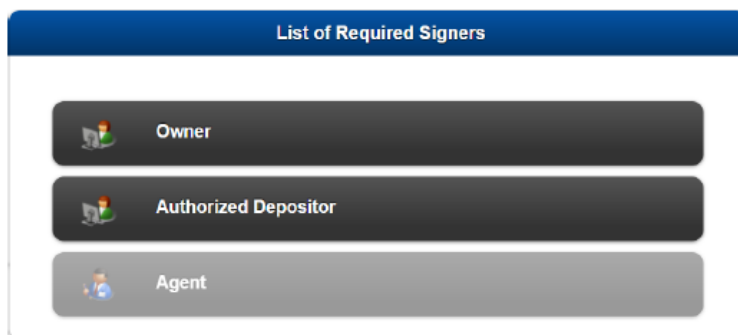 List of Required Signers
Owner
Authorized Depositor
Agent